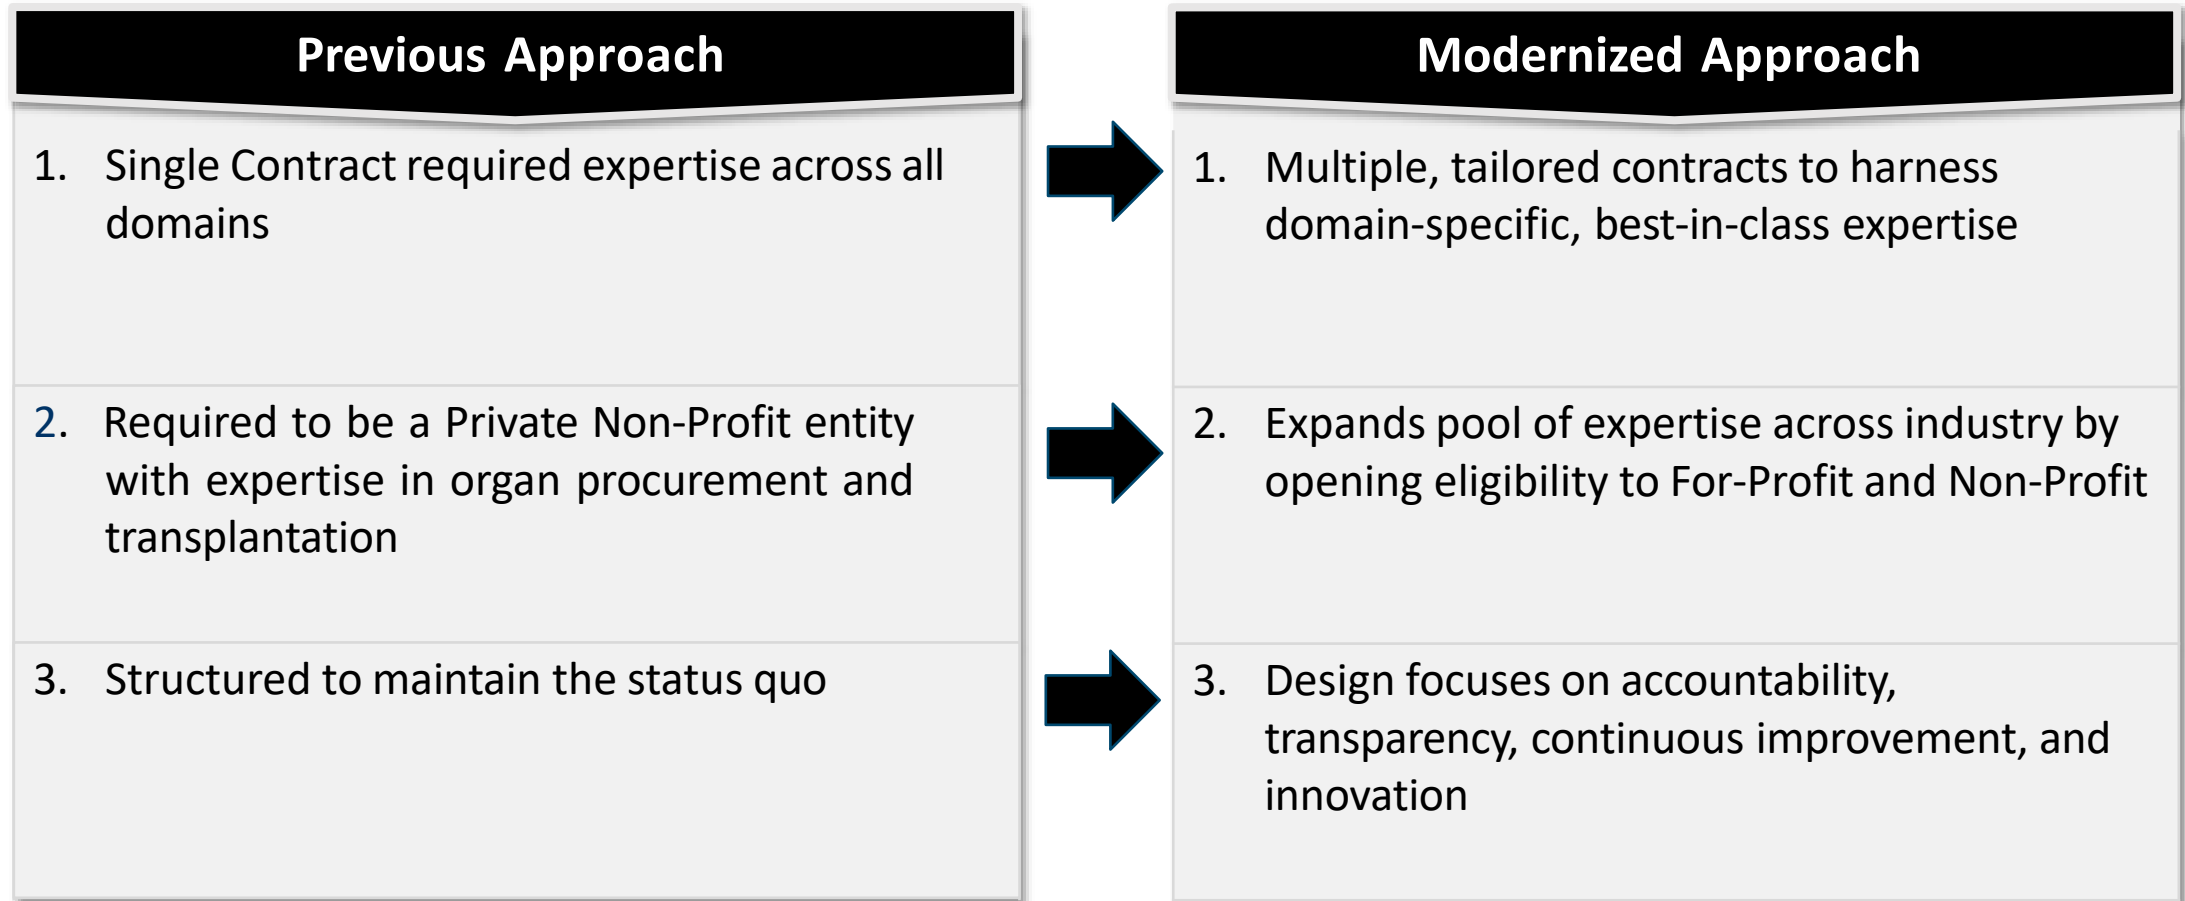 Previous Approach
1. Single Contract required expertise across all
domains
2. Required to be a Private Non-Profit entity
with expertise in organ procurement and
transplantation
3. Structured to maintain the status quo
Modernized Approach
1. Multiple, tailored contracts to harness
domain-specific, best-in-class expertise
2. Expands pool of expertise across industry by
opening eligibility to For-Profit and Non-Profit
3. Design focuses on accountability,
transparency, continuous improvement, and
innovation